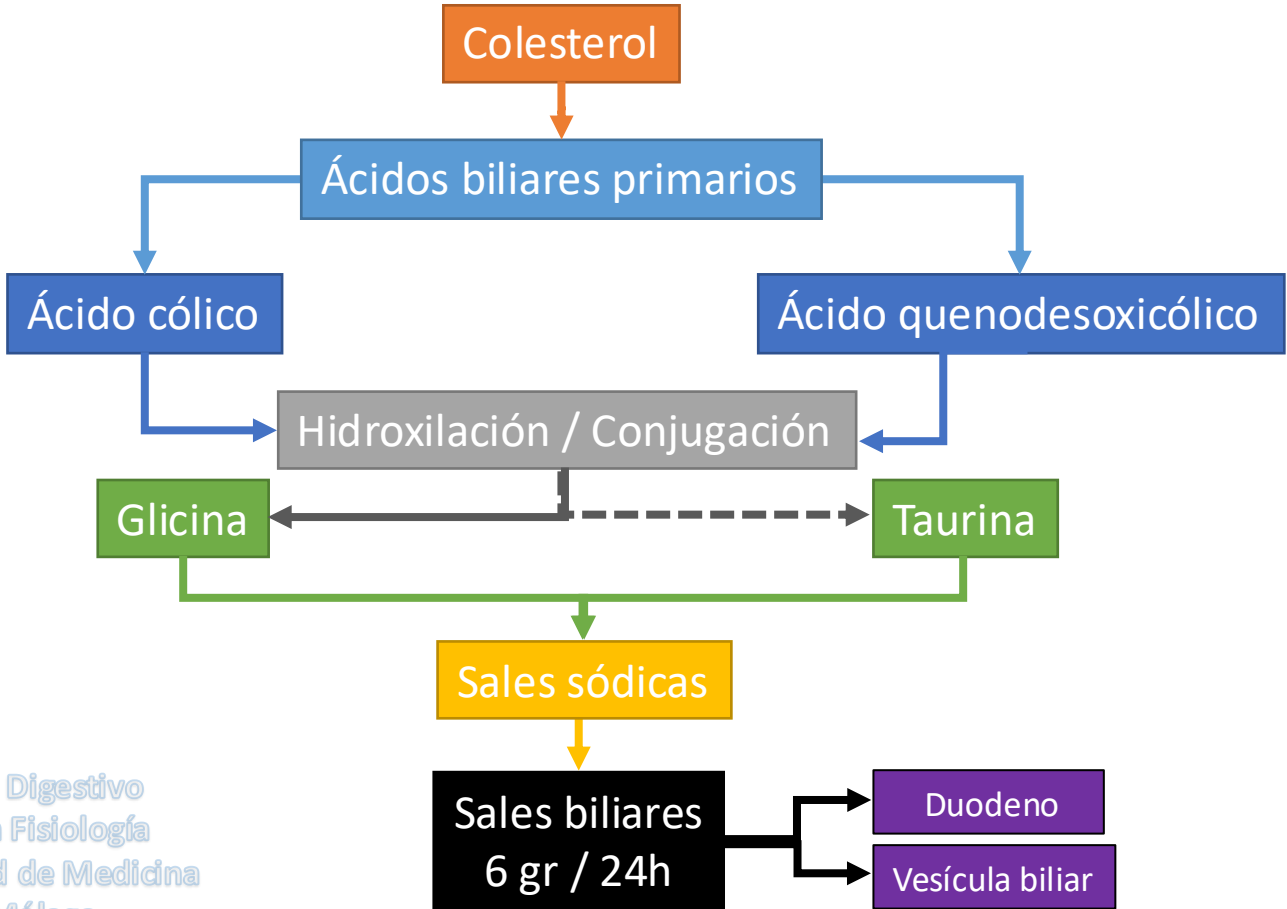 Colesterol
Ácidos biliares primarios
Ácido cólico
Ácido quenodesoxicólico
Hidroxilación / Conjugación
Glicina
Taurina
Sales sódicas
Sales biliares
6 gr / 24h
Duodeno
Vesícula biliar
Digestivo
Fisiología
de Medicina